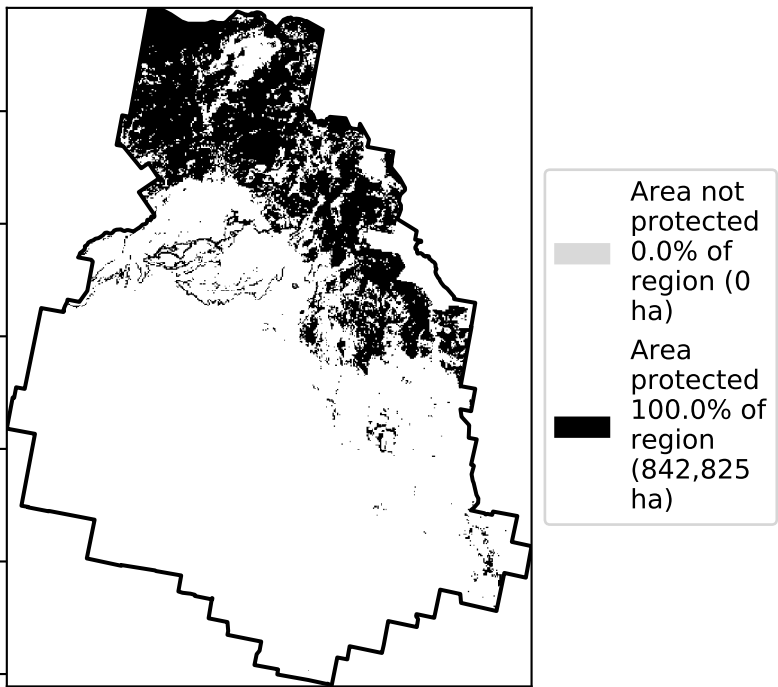 Area not
protected
0.0% of
region (0
ha)
Area
protected
100.0% of
region
(842,825
ha)